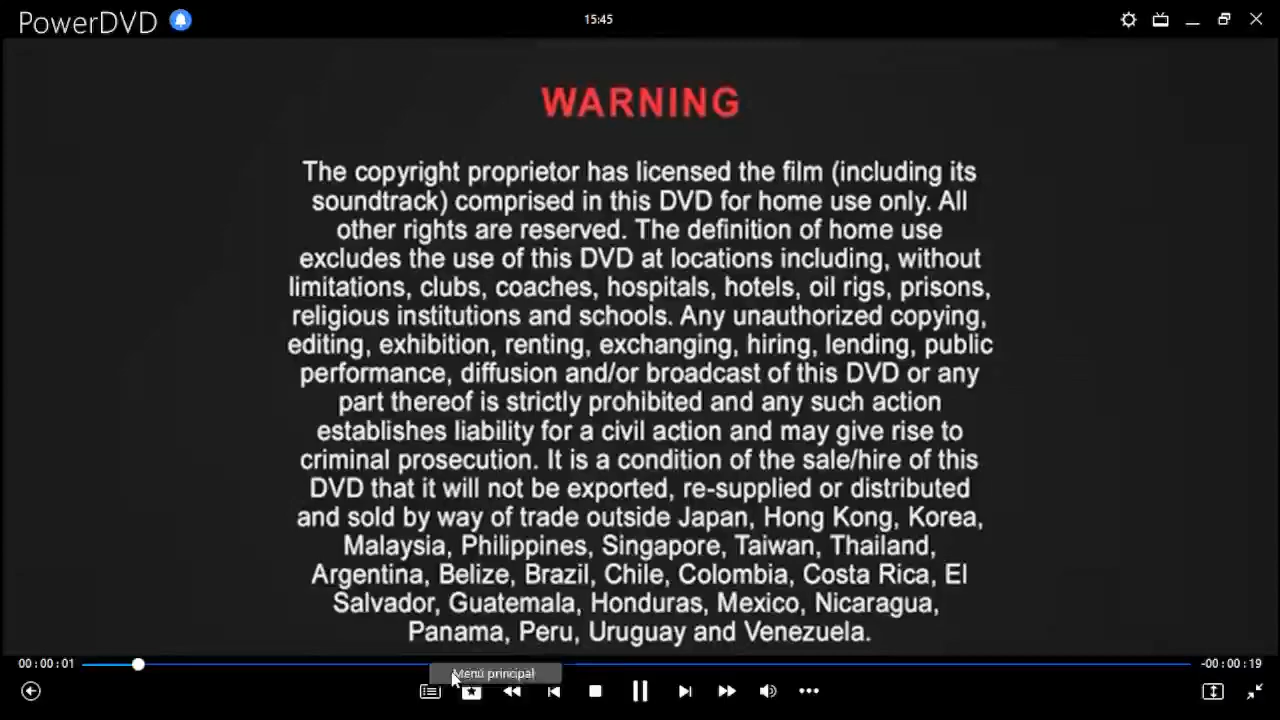 PowerDVD
15:45
WARNING
The copyright proprietor has licensed the film (including its
soundtrack) comprised in this DVD for home use only. All
other rights are reserved. The definition of home use
excludes the use of this DVD at locations including, without
limitations, clubs, coaches, hospitals, hotels, oil rigs, prisons,
religious institutions and schools. Any unauthorized copying,
editing, exhibition, renting, exchanging, hiring, lending, public
performance, diffusion and/or broadcast of this DVD or any
part thereof is strictly prohibited and any such action
establishes liability for a civil action and may give rise to
criminal prosecution. It is a condition of the sale/hire of this
DVD that it will not be exported, re-supplied or distributed
and sold by way of trade outside Japan, Hong Kong, Korea,
Malaysia, Philippines, Singapore, Taiwan, Thailand,
Argentina, Belize, Brazil, Chile, Colombia, Costa Rica, El
Salvador, Guatemala, Honduras, Mexico, Nicaragua,
Panama, Peru, Uruguay and Venezuela.
00:00:01
-00:00:19
Menú principal